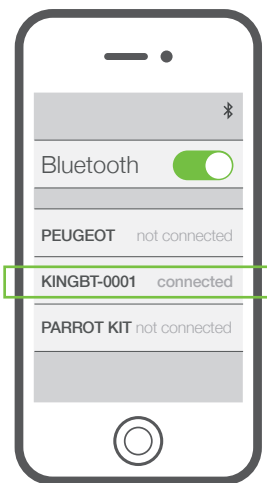 Bluetooth
PEUGEOT not connected
KINGBT-0001 connected
PARROT KIT not connected